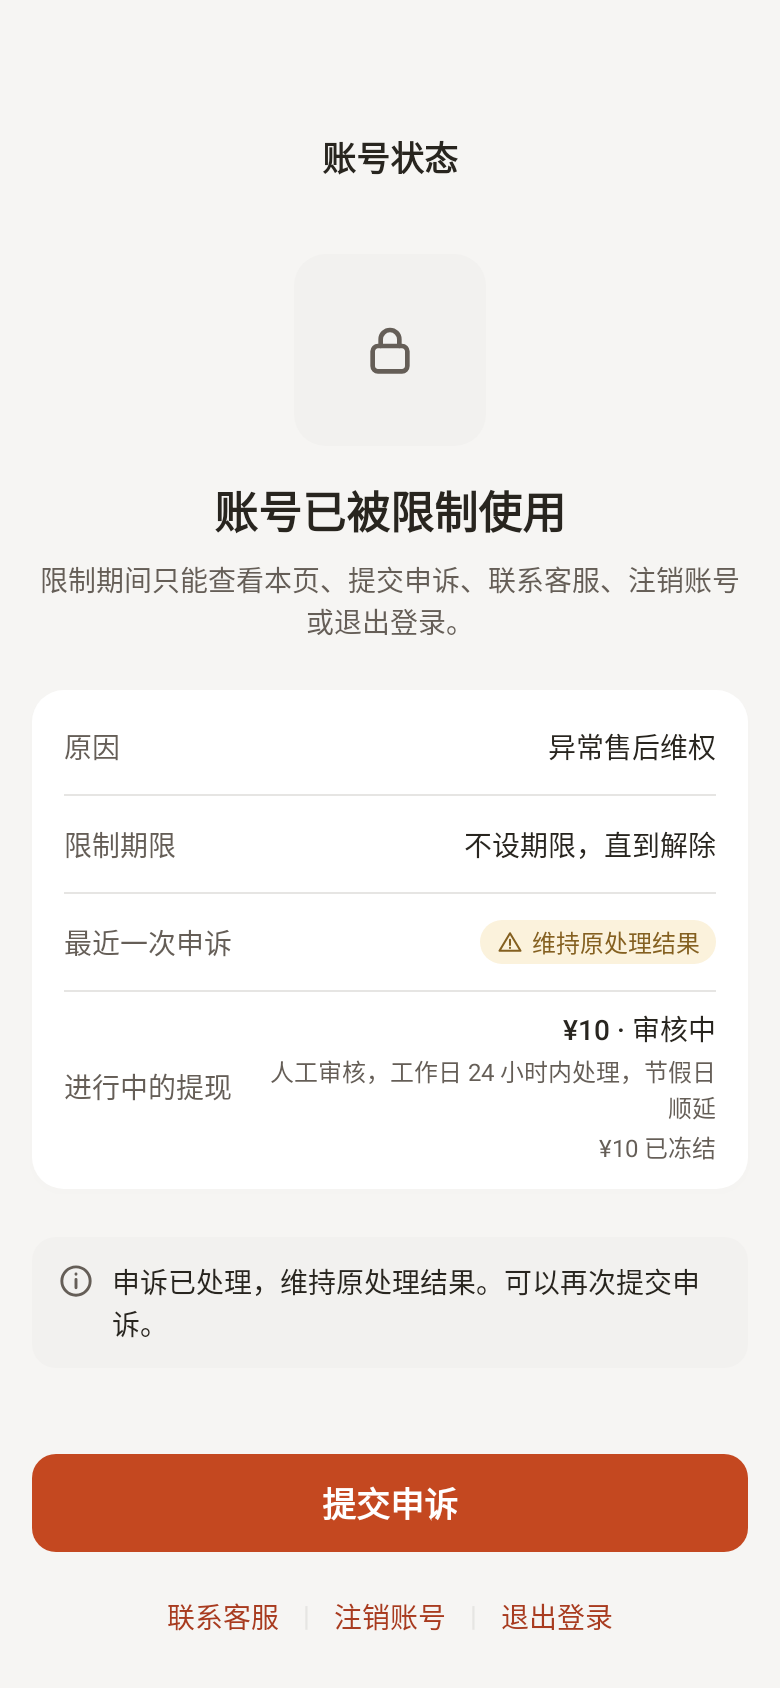 账号状态
账号已被限制使用
限制期间只能查看本页、提交申诉、联系客服、注销账号
或退出登录。
原因
异常售后维权
限制期限
不设期限，直到解除
最近一次申诉
维持原处理结果
进行中的提现
¥10 · 审核中
人工审核，工作日 24 小时内处理，节假日
顺延
¥10 已冻结
申诉已处理，维持原处理结果。可以再次提交申
诉。
提交申诉
联系客服
注销账号
退出登录